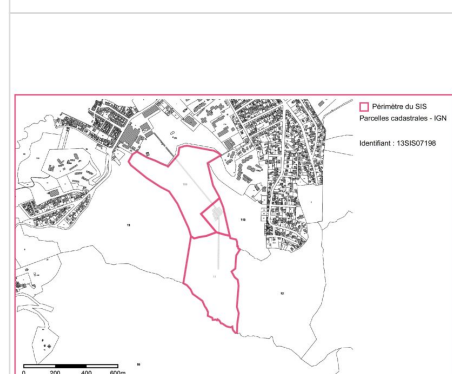 Périmètre du SIS
Parcelles cadastrales - IGN
Identifiant : 13SIS07198
0 200 400 600m